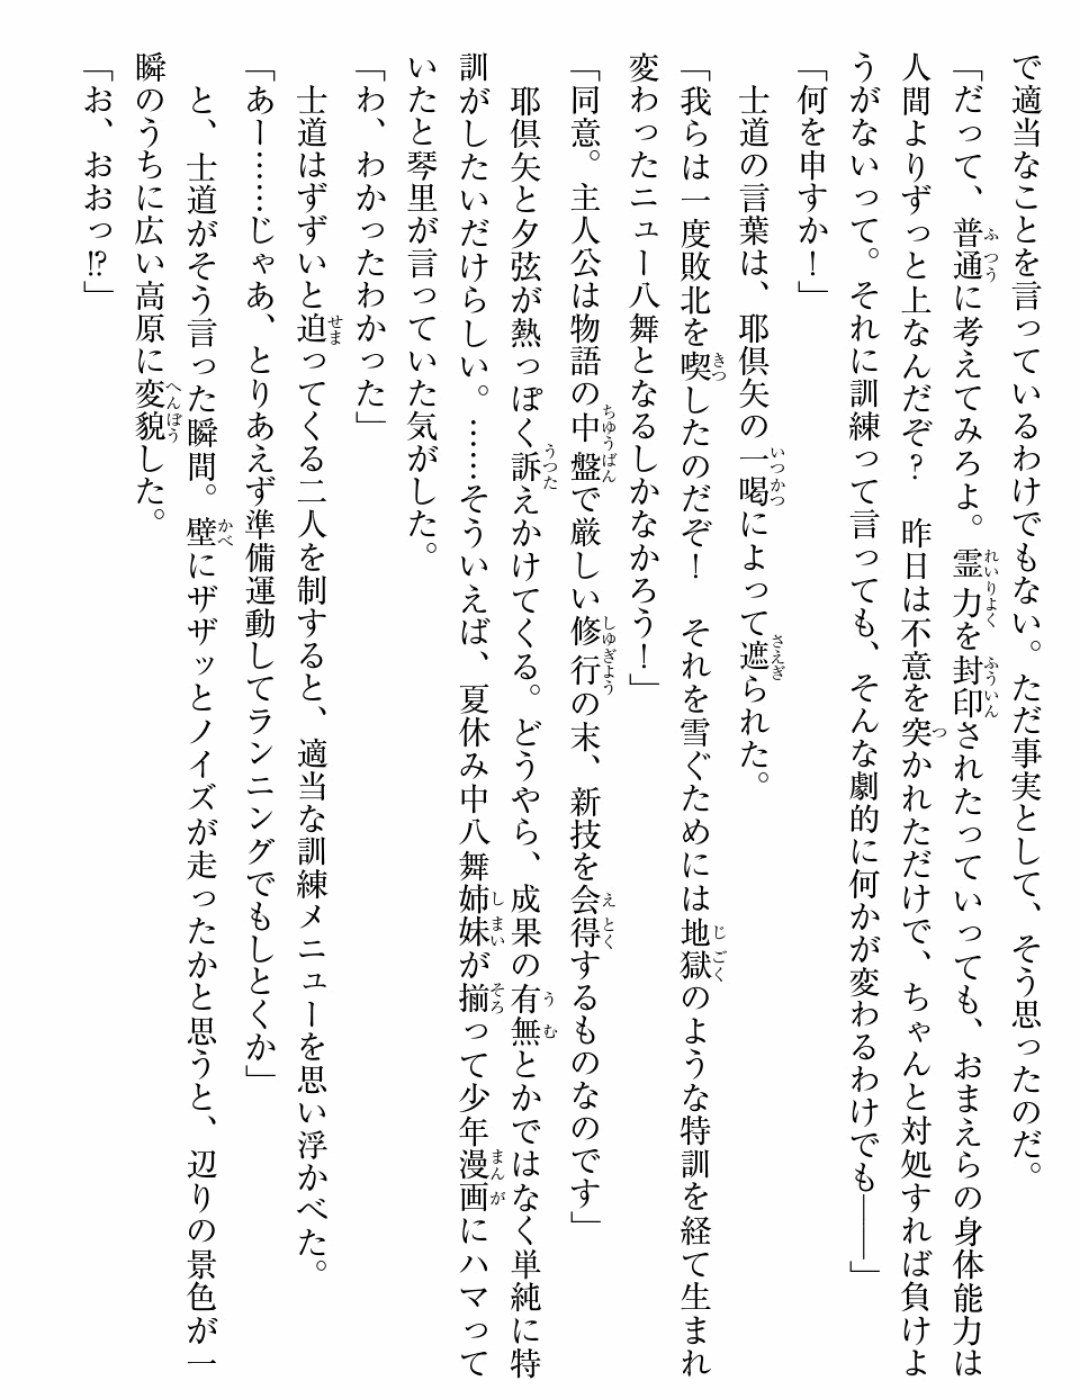 で適当なことを言っているわけでもない。ただ事実として、そう思ったのだ。
「だって、普通に考えてみろよ。霊力を封印されたっていっても、おまえらの身体能力は
人間よりずっと上なんだぞ？　昨日は不意を突かれただけで、ちゃんと対処すれば負けよ
うがないって。それに訓練って言っても、そんな劇的に何かが変わるわけでも――」
「何を申すか！」
　士道の言葉は、耶倶矢の一喝によって遮られた。
「我らは一度敗北を喫したのだぞ！　それを雪ぐためには地獄のような特訓を経て生まれ
変わったニュー八舞となるしかなかろう！」
「同意。主人公は物語の中盤で厳しい修行の末、新技を会得するものなのです」
　耶倶矢と夕弦が熱っぽく訴えかけてくる。どうやら、成果の有無とかではなく単純に特
訓がしたいだけらしい。……そういえば、夏休み中八舞姉妹が揃って少年漫画にハマって
いたと琴里が言っていた気がした。
「わ、わかったわかった」
　士道はずずいと迫ってくる二人を制すると、適当な訓練メニューを思い浮かべた。
「あー……じゃあ、とりあえず準備運動してランニングでもしとくか」
　と、士道がそう言った瞬間。壁にザザッとノイズが走ったかと思うと、辺りの景色が一
瞬のうちに広い高原に変貌した。
「お、おおっ!?」